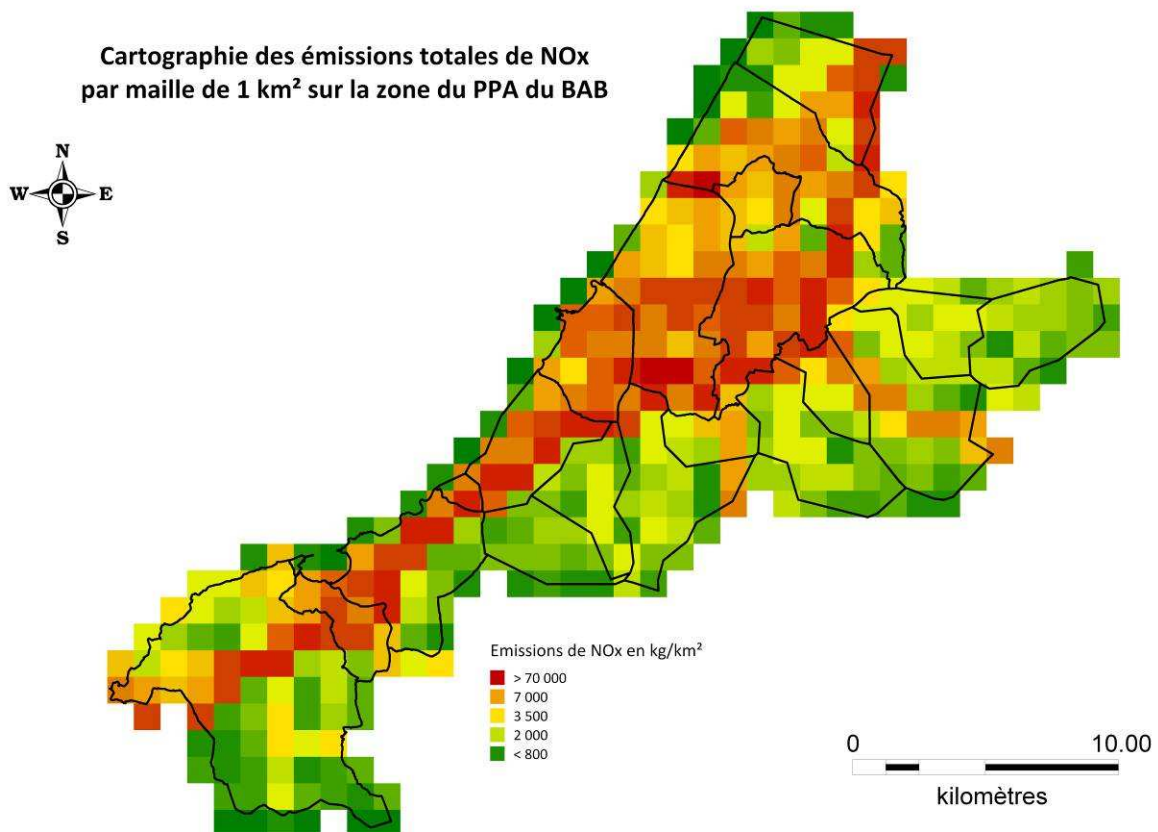 Cartographie des émissions totales de NOx
par maille de 1 km² sur la zone du PPA du BAB
N
W E
S
Emissions de NOx en kg/km²
> 70 000
7 000
3 500
2 000
< 800
0 10.00
kilomètres